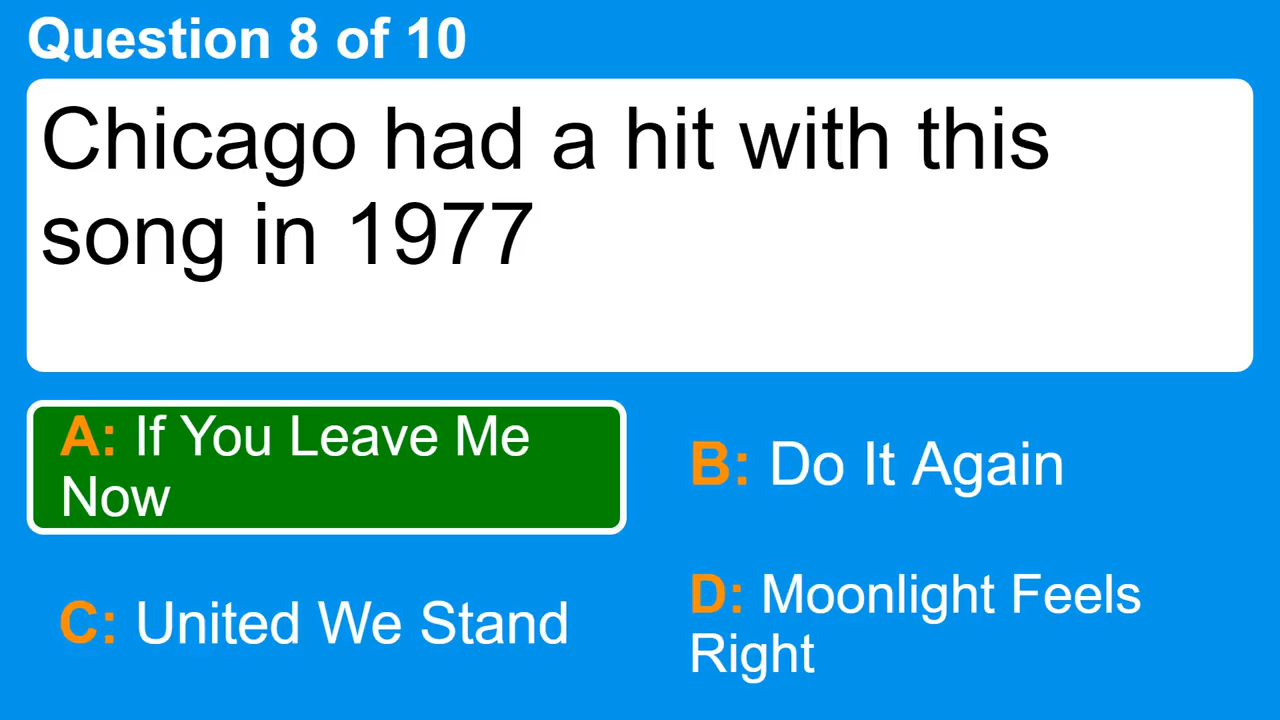 Question 8 of 10
Chicago had a hit with this
song in 1977
A: If You Leave Me
Now
B: Do It Again
C: United We Stand
D: Moonlight Feels
Right